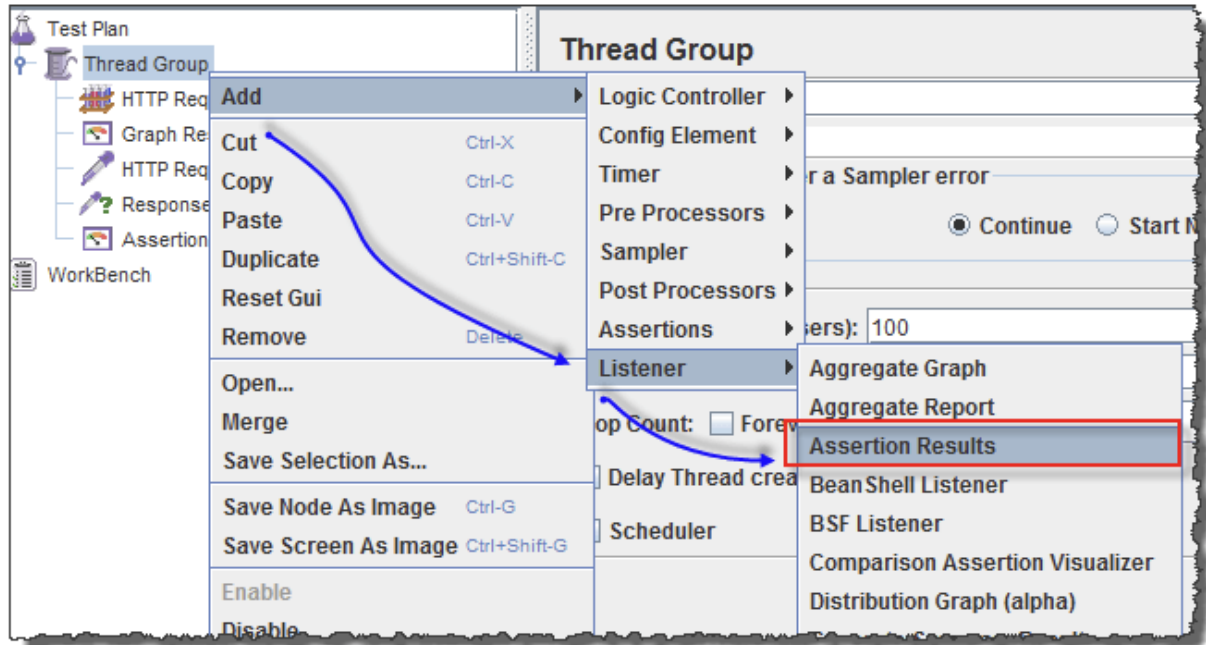 Test Plan
Thread Group
HTTP Req
Graph Re
HTTP Req
Response
Assertion
WorkBench
Add
Cut Ctrl-X
Copy Ctrl-C
Paste Ctrl-V
Duplicate Ctrl+Shift-C
Reset Gui
Remove Delete
Open...
Merge
Save Selection As...
Save Node As Image Ctrl-G
Save Screen As Image Ctrl+Shift-G
Enable
Disable
Logic Controller
Config Element
Timer
Pre Processors
Sampler
Post Processors
Assertions
Listener
Thread Group
r a Sampler error
Continue Start N
sers): 100
op Count: Forev
Delay Thread crea
Scheduler
Aggregate Graph
Aggregate Report
Assertion Results
BeanShell Listener
BSF Listener
Comparison Assertion Visualizer
Distribution Graph (alpha)